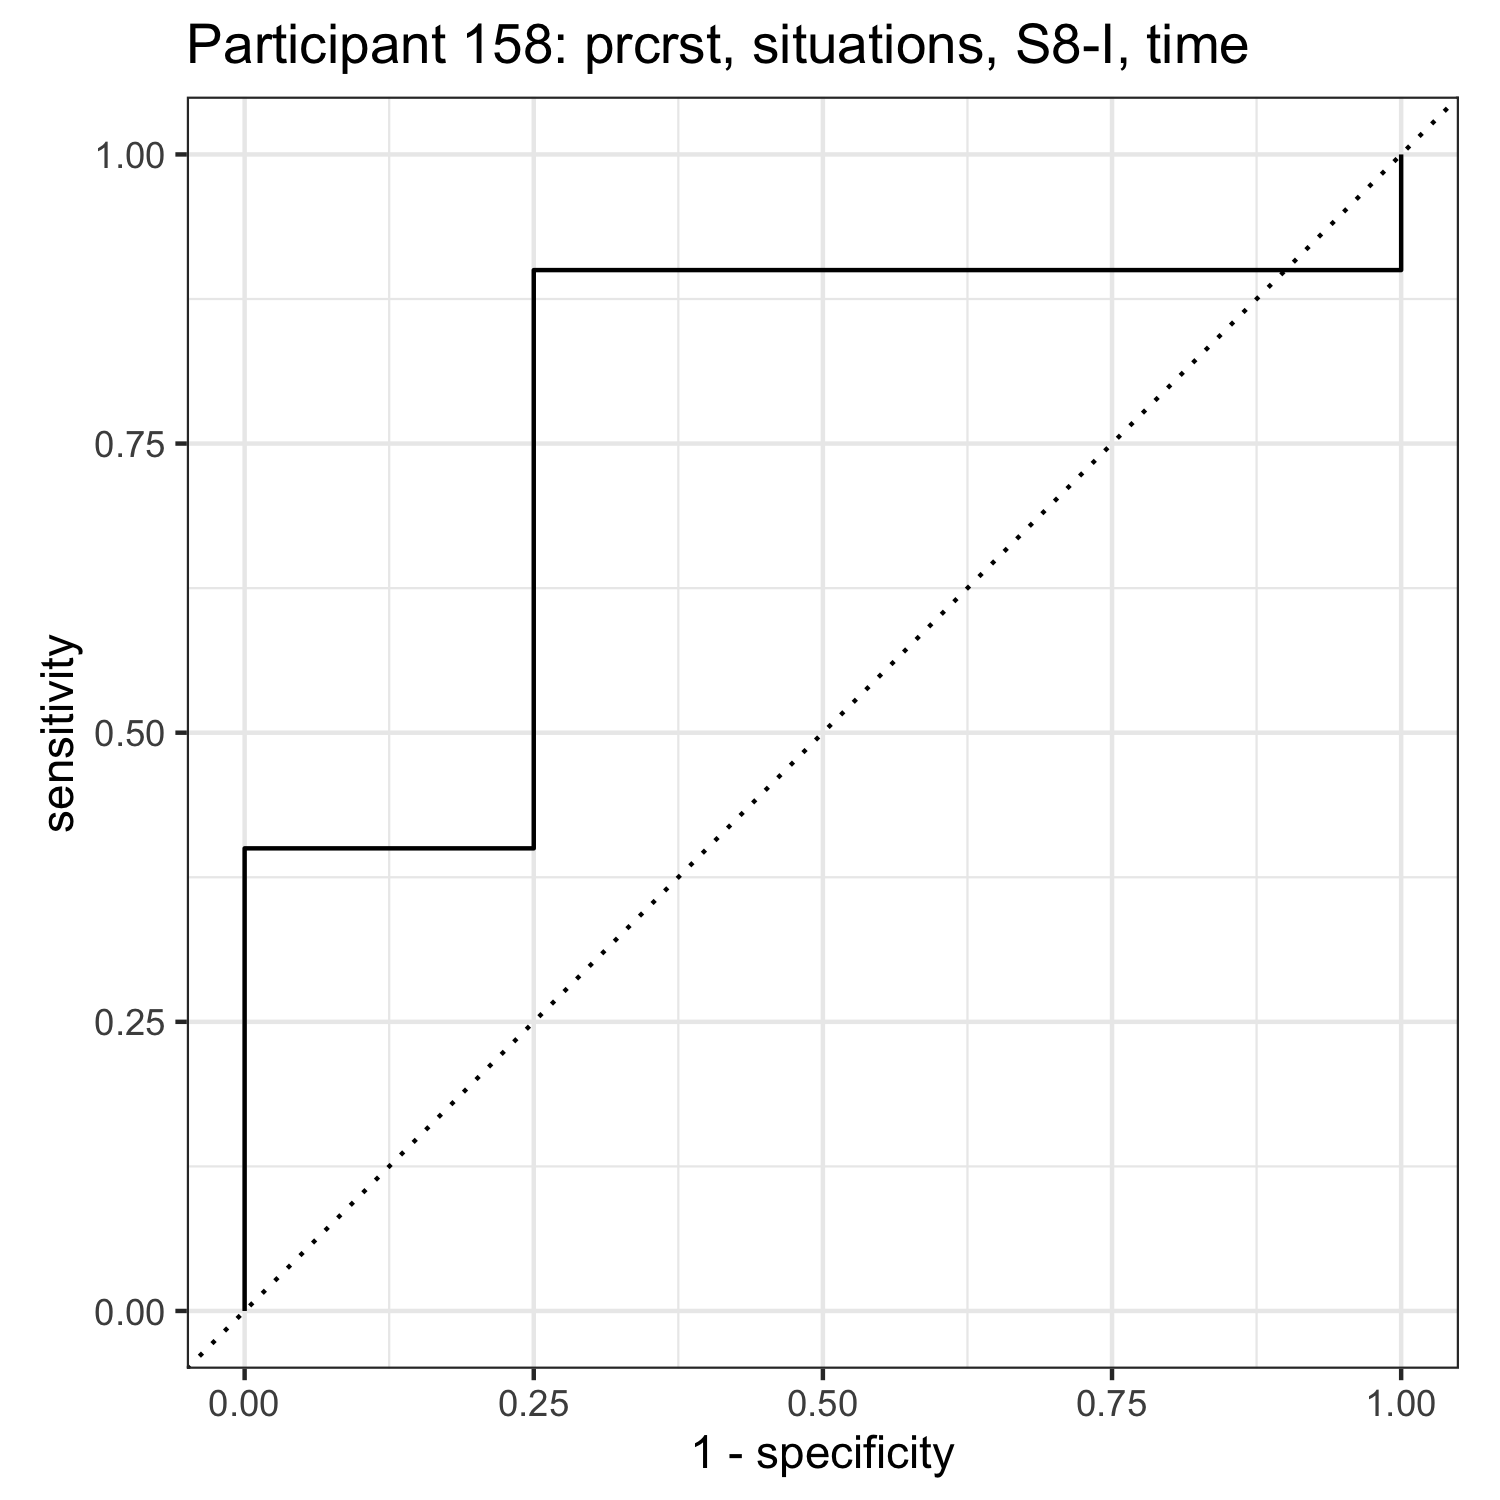 Participant 158: prcrst, situations, S8-I, time
1.00
0.75
0.50
0.25
0.00
sensitivity
0.00 0.25 0.50 0.75 1.00
1 - specificity